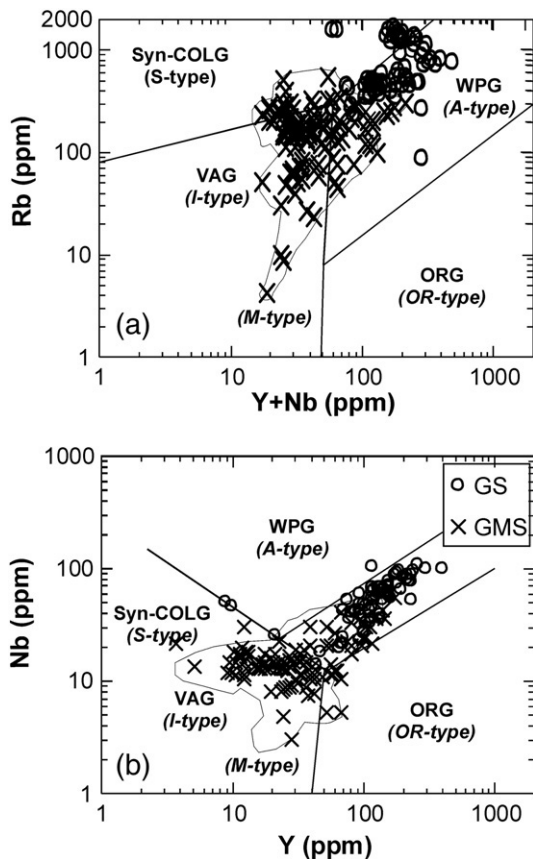 2000
1000
100
10
1
Rb (ppm)
Syn-COLG
(S-type)
WPG
(A-type)
VAG
(I-type)
ORG
(OR-type)
(M-type)
(a)
1 10 100 1000
Y+Nb (ppm)
1000
100
10
1
Nb (ppm)
GS
GMS
WPG
(A-type)
Syn-COLG
(S-type)
VAG
(I-type)
ORG
(OR-type)
(M-type)
(b)
1 10 100 1000
Y (ppm)